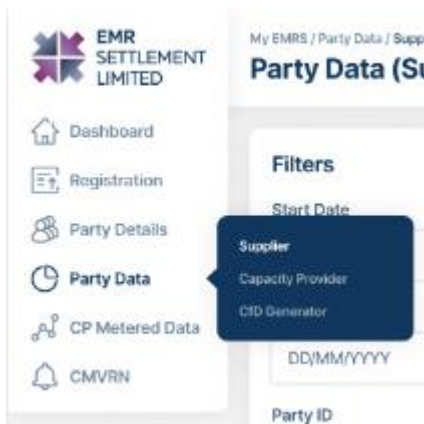 EMR
SETTLEMENT
LIMITED
My EMRS / Party Data / Supp
Party Data (Su
Dashboard
Registration
Party Details
Party Data
CP Metered Data
CMVRN
Filters
Start Date
Supplier
Capacity Provider
CfD Generator
DD/MM/YYYY
Party ID